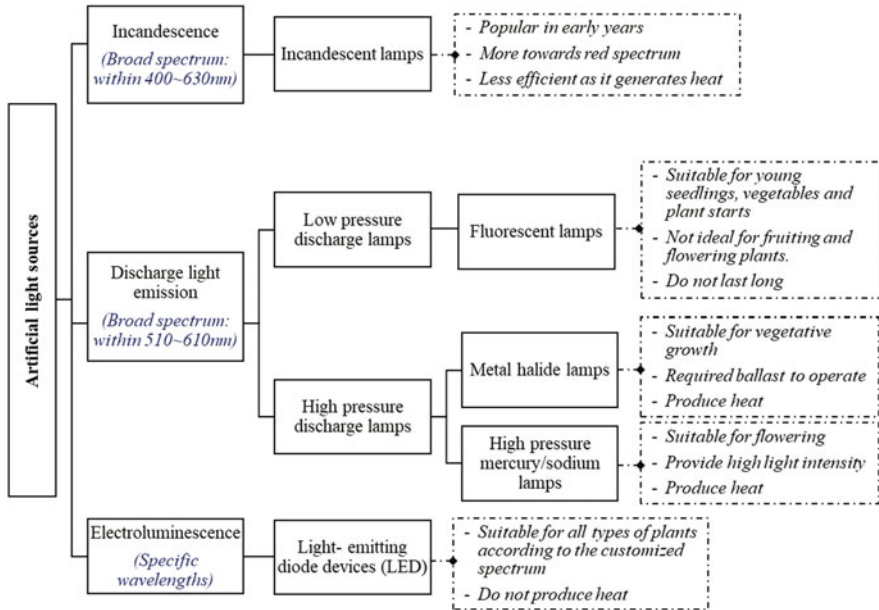 Artificial light sources
Incandescence
(Broad spectrum:
within 400~630nm)
Incandescent lamps
- Popular in early years
- More towards red spectrum
- Less efficient as it generates heat
Discharge light
emission
(Broad spectrum:
within 510~610nm)
Low pressure
discharge lamps
Fluorescent lamps
- Suitable for young
seedlings, vegetables and
plant starts
- Not ideal for fruiting and
flowering plants.
- Do not last long
High pressure
discharge lamps
Metal halide lamps
- Suitable for vegetative
growth
- Required ballast to operate
- Produce heat
High pressure
mercury/sodium
lamps
- Suitable for flowering
- Provide high light intensity
- Produce heat
Electroluminescence
(Specific
wavelengths)
Light- emitting
diode devices (LED)
- Suitable for all types of plants
according to the customized
spectrum
- Do not produce heat